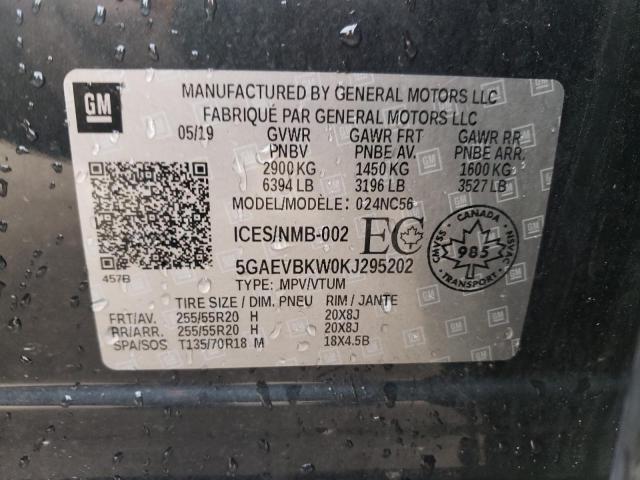 GM
MANUFACTURED BY GENERAL MOTORS LLC
FABRIQUÉ PAR GENERAL MOTORS LLC
05/19 GVWR GAWR FRT GAWR RR
PNBV PNBE AV. PNBE ARR.
2900 KG 1450 KG 1600 KG
6394 LB 3196 LB 3527 LB
MODEL/MODÈLE: 024NC56
ICES/NMB-002 EC
CANADA
CMVSS 985 NSVAC
457B
5GAEVBKW0KJ295202
TYPE: MPV/VTUM
TIRE SIZE / DIM. PNEU RIM / JANTE
FRT/AV. 255/55R20 H 20X8J
RR/ARR. 255/55R20 H 20X8J
SPA/SOS T135/70R18 M 18X4.5B